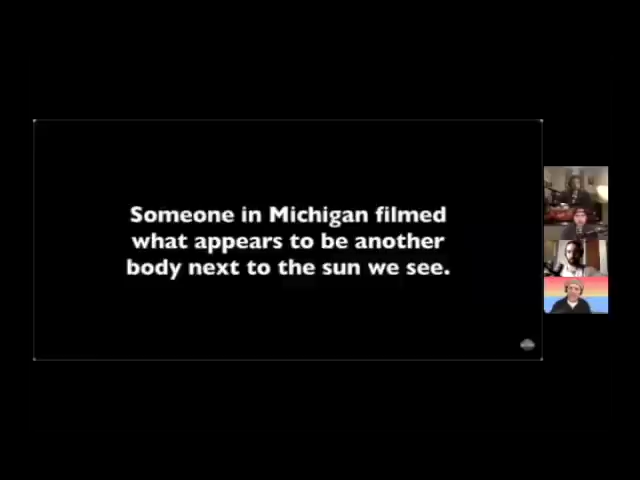 Someone in Michigan filmed
what appears to be another
body next to the sun we see.